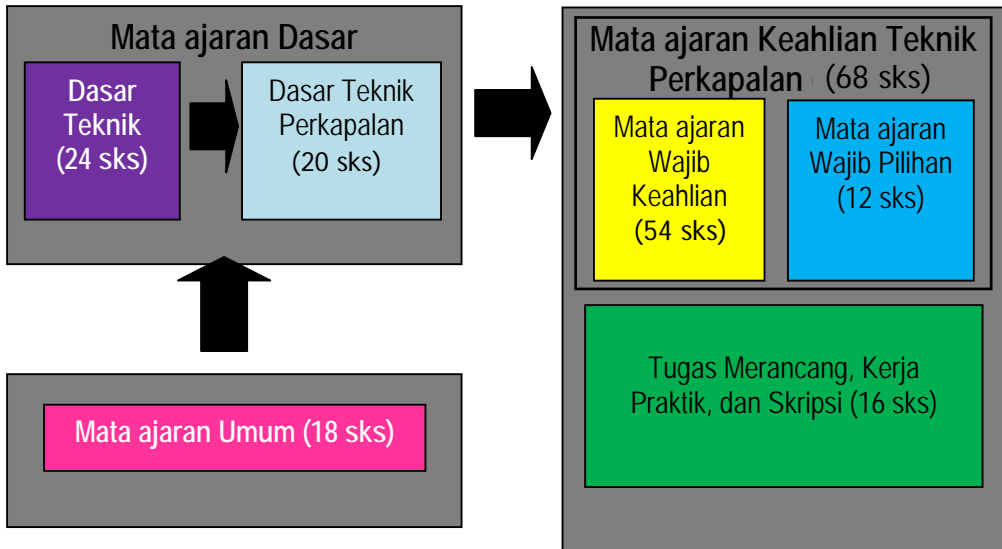 Mata ajaran Dasar
Dasar
Teknik
(24 sks)
Dasar Teknik
Perkapalan
(20 sks)
Mata ajaran Umum (18 sks)
Mata ajaran Keahlian Teknik
Perkapalan (68 sks)
Mata ajaran
Wajib
Keahlian
(54 sks)
Mata ajaran
Wajib Pilihan
(12 sks)
Tugas Merancang, Kerja
Praktik, dan Skripsi (16 sks)